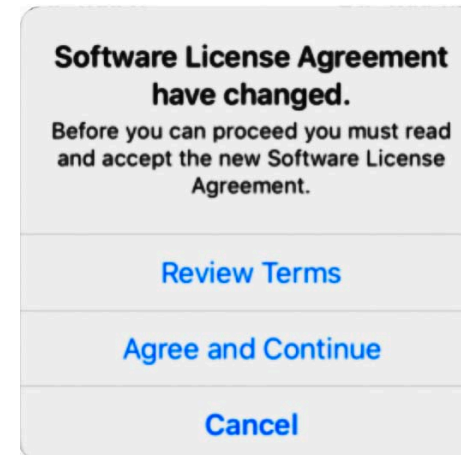 Software License Agreement
have changed.
Before you can proceed you must read
and accept the new Software License
Agreement.
Review Terms
Agree and Continue
Cancel